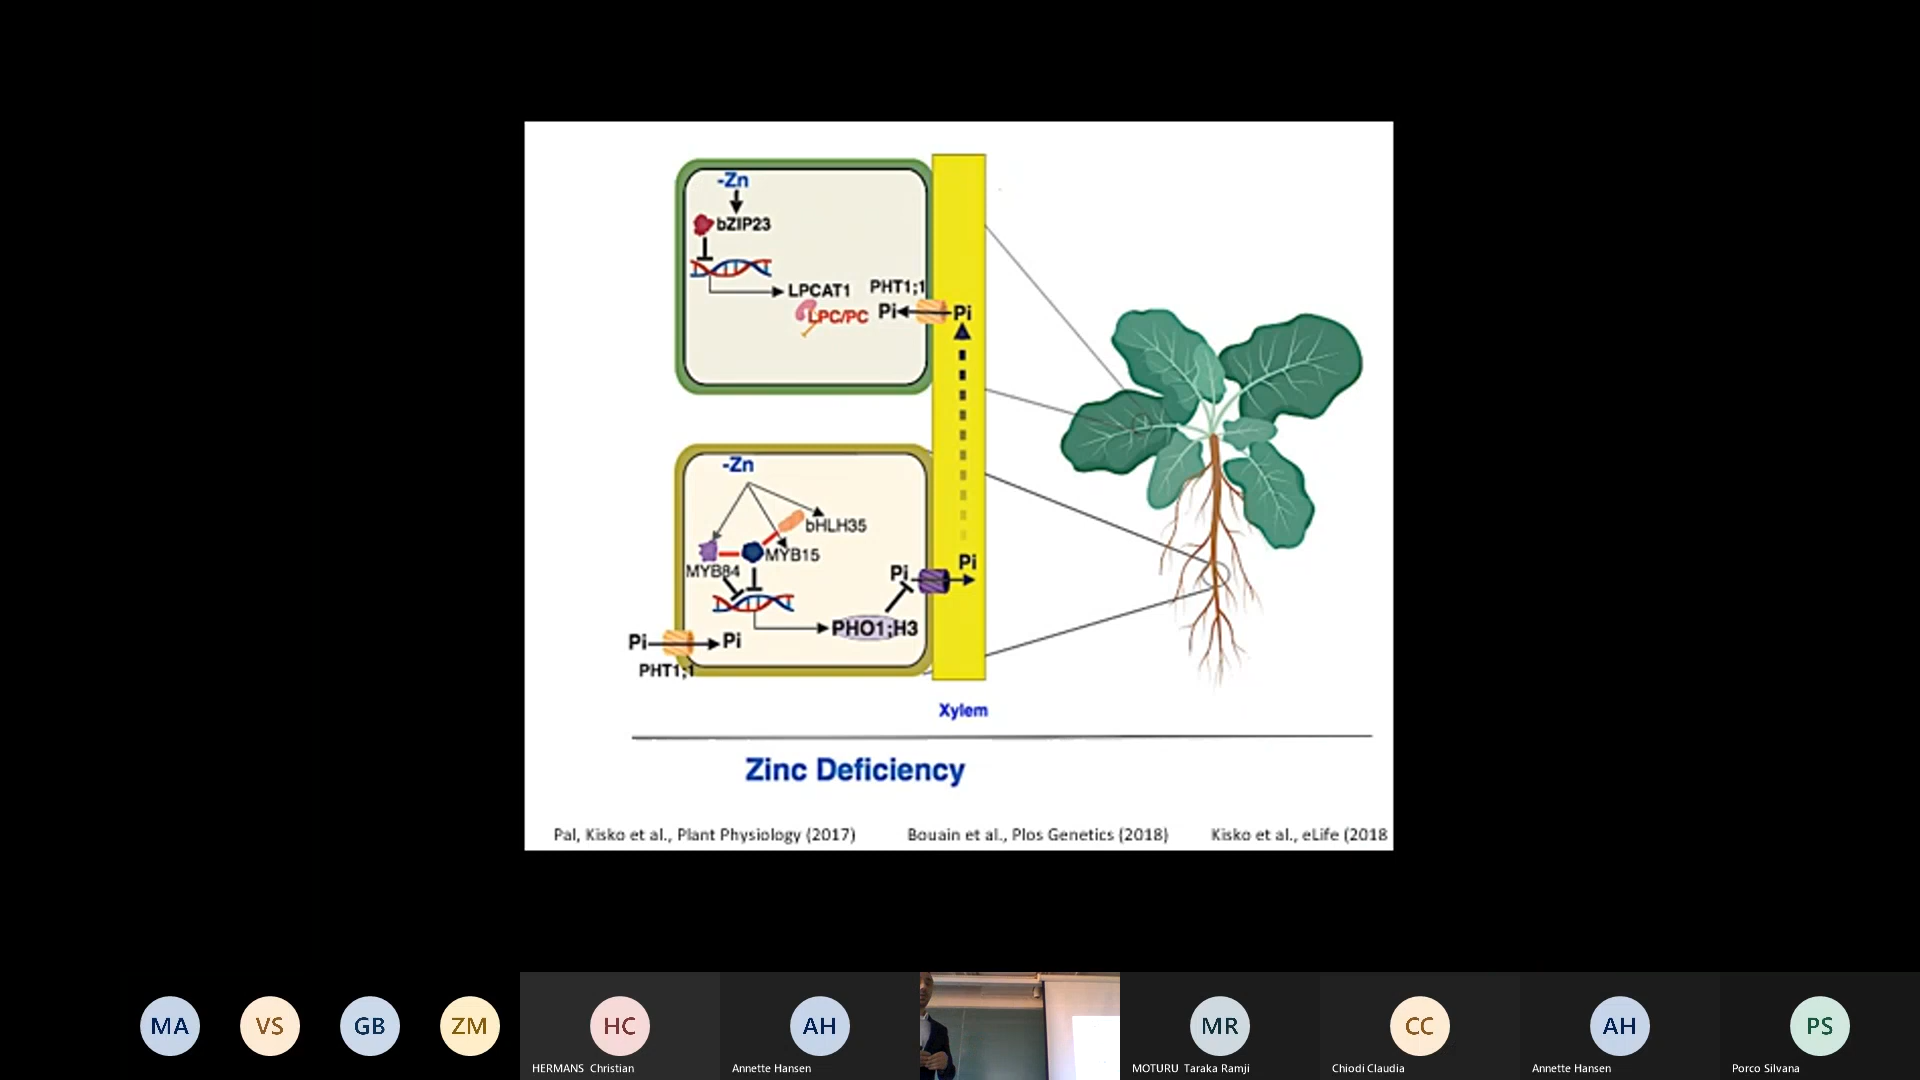 -Zn
bZIP23
LPCAT1
PHT1;1
LPC/PC
Pi
Pi
-Zn
bHLH35
MYB15
MYB84
Pi
Pi
PHO1;H3
Pi
Pi
PHT1;1
Xylem
Zinc Deficiency
Pal, Kisko et al., Plant Physiology (2017)
Bouain et al., Plos Genetics (2018)
Kisko et al., eLife (2018
MA
VS
GB
ZM
HC
HERMANS Christian
AH
Annette Hansen
MR
MOTURU Taraka Ramji
CC
Chiodi Claudia
AH
Annette Hansen
PS
Porco Silvana